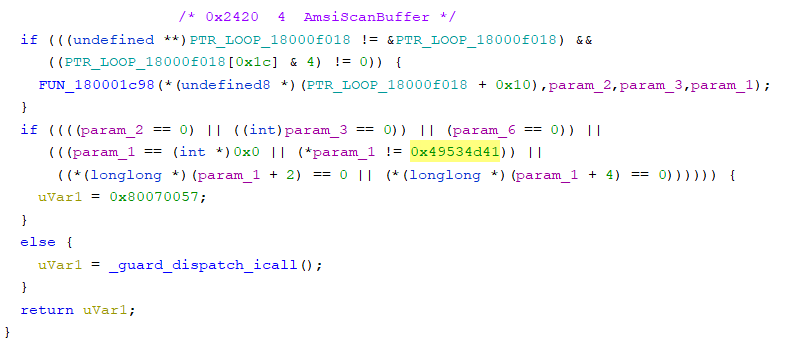 /* 0x2420  4  AmsiScanBuffer */
if (((undefined **)PTR_LOOP_18000f018 != &PTR_LOOP_18000f018) &&
((PTR_LOOP_18000f018[0x1c] & 4) != 0)) {
FUN_180001c98(*(undefined8 *)(PTR_LOOP_18000f018 + 0x10),param_2,param_3,param_1);
}
if ((((param_2 == 0) || ((int)param_3 == 0)) || (param_6 == 0)) ||
(((param_1 == (int *)0x0 || (*param_1 != 0x49534d41)) ||
((*(longlong *)(param_1 + 2) == 0 || (*(longlong *)(param_1 + 4) == 0)))))) {
uVar1 = 0x80070057;
}
else {
uVar1 = _guard_dispatch_icall();
}
return uVar1;
}